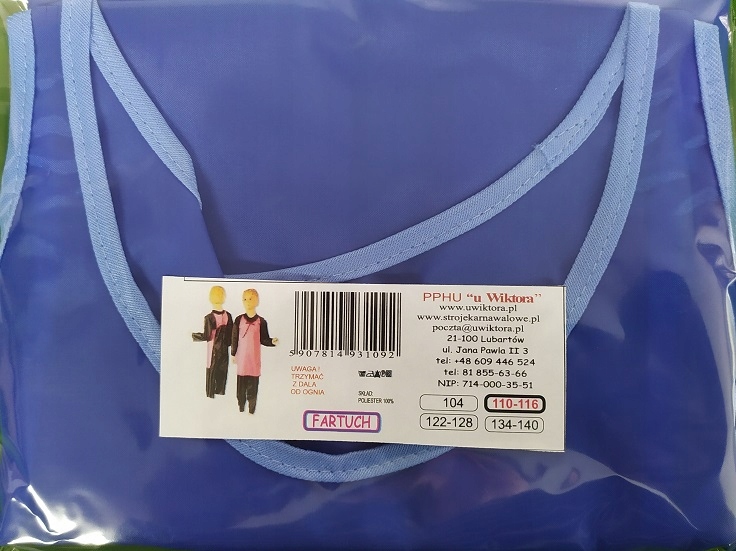 5 907814 931092
UWAGA!
TRZYMAĆ
Z DALA
OD OGNIA
SKŁAD:
POLIESTER 100%
FARTUCH
PPHU "u Wiktora"
www.uwiktora.pl
www.strojekarnawalowe.pl
poczta@uwiktora.pl
21-100 Lubartów
ul. Jana Pawła II 3
tel: +48 609 446 524
tel: 81 855-63-66
NIP: 714-000-35-51
104 110-116
122-128 134-140